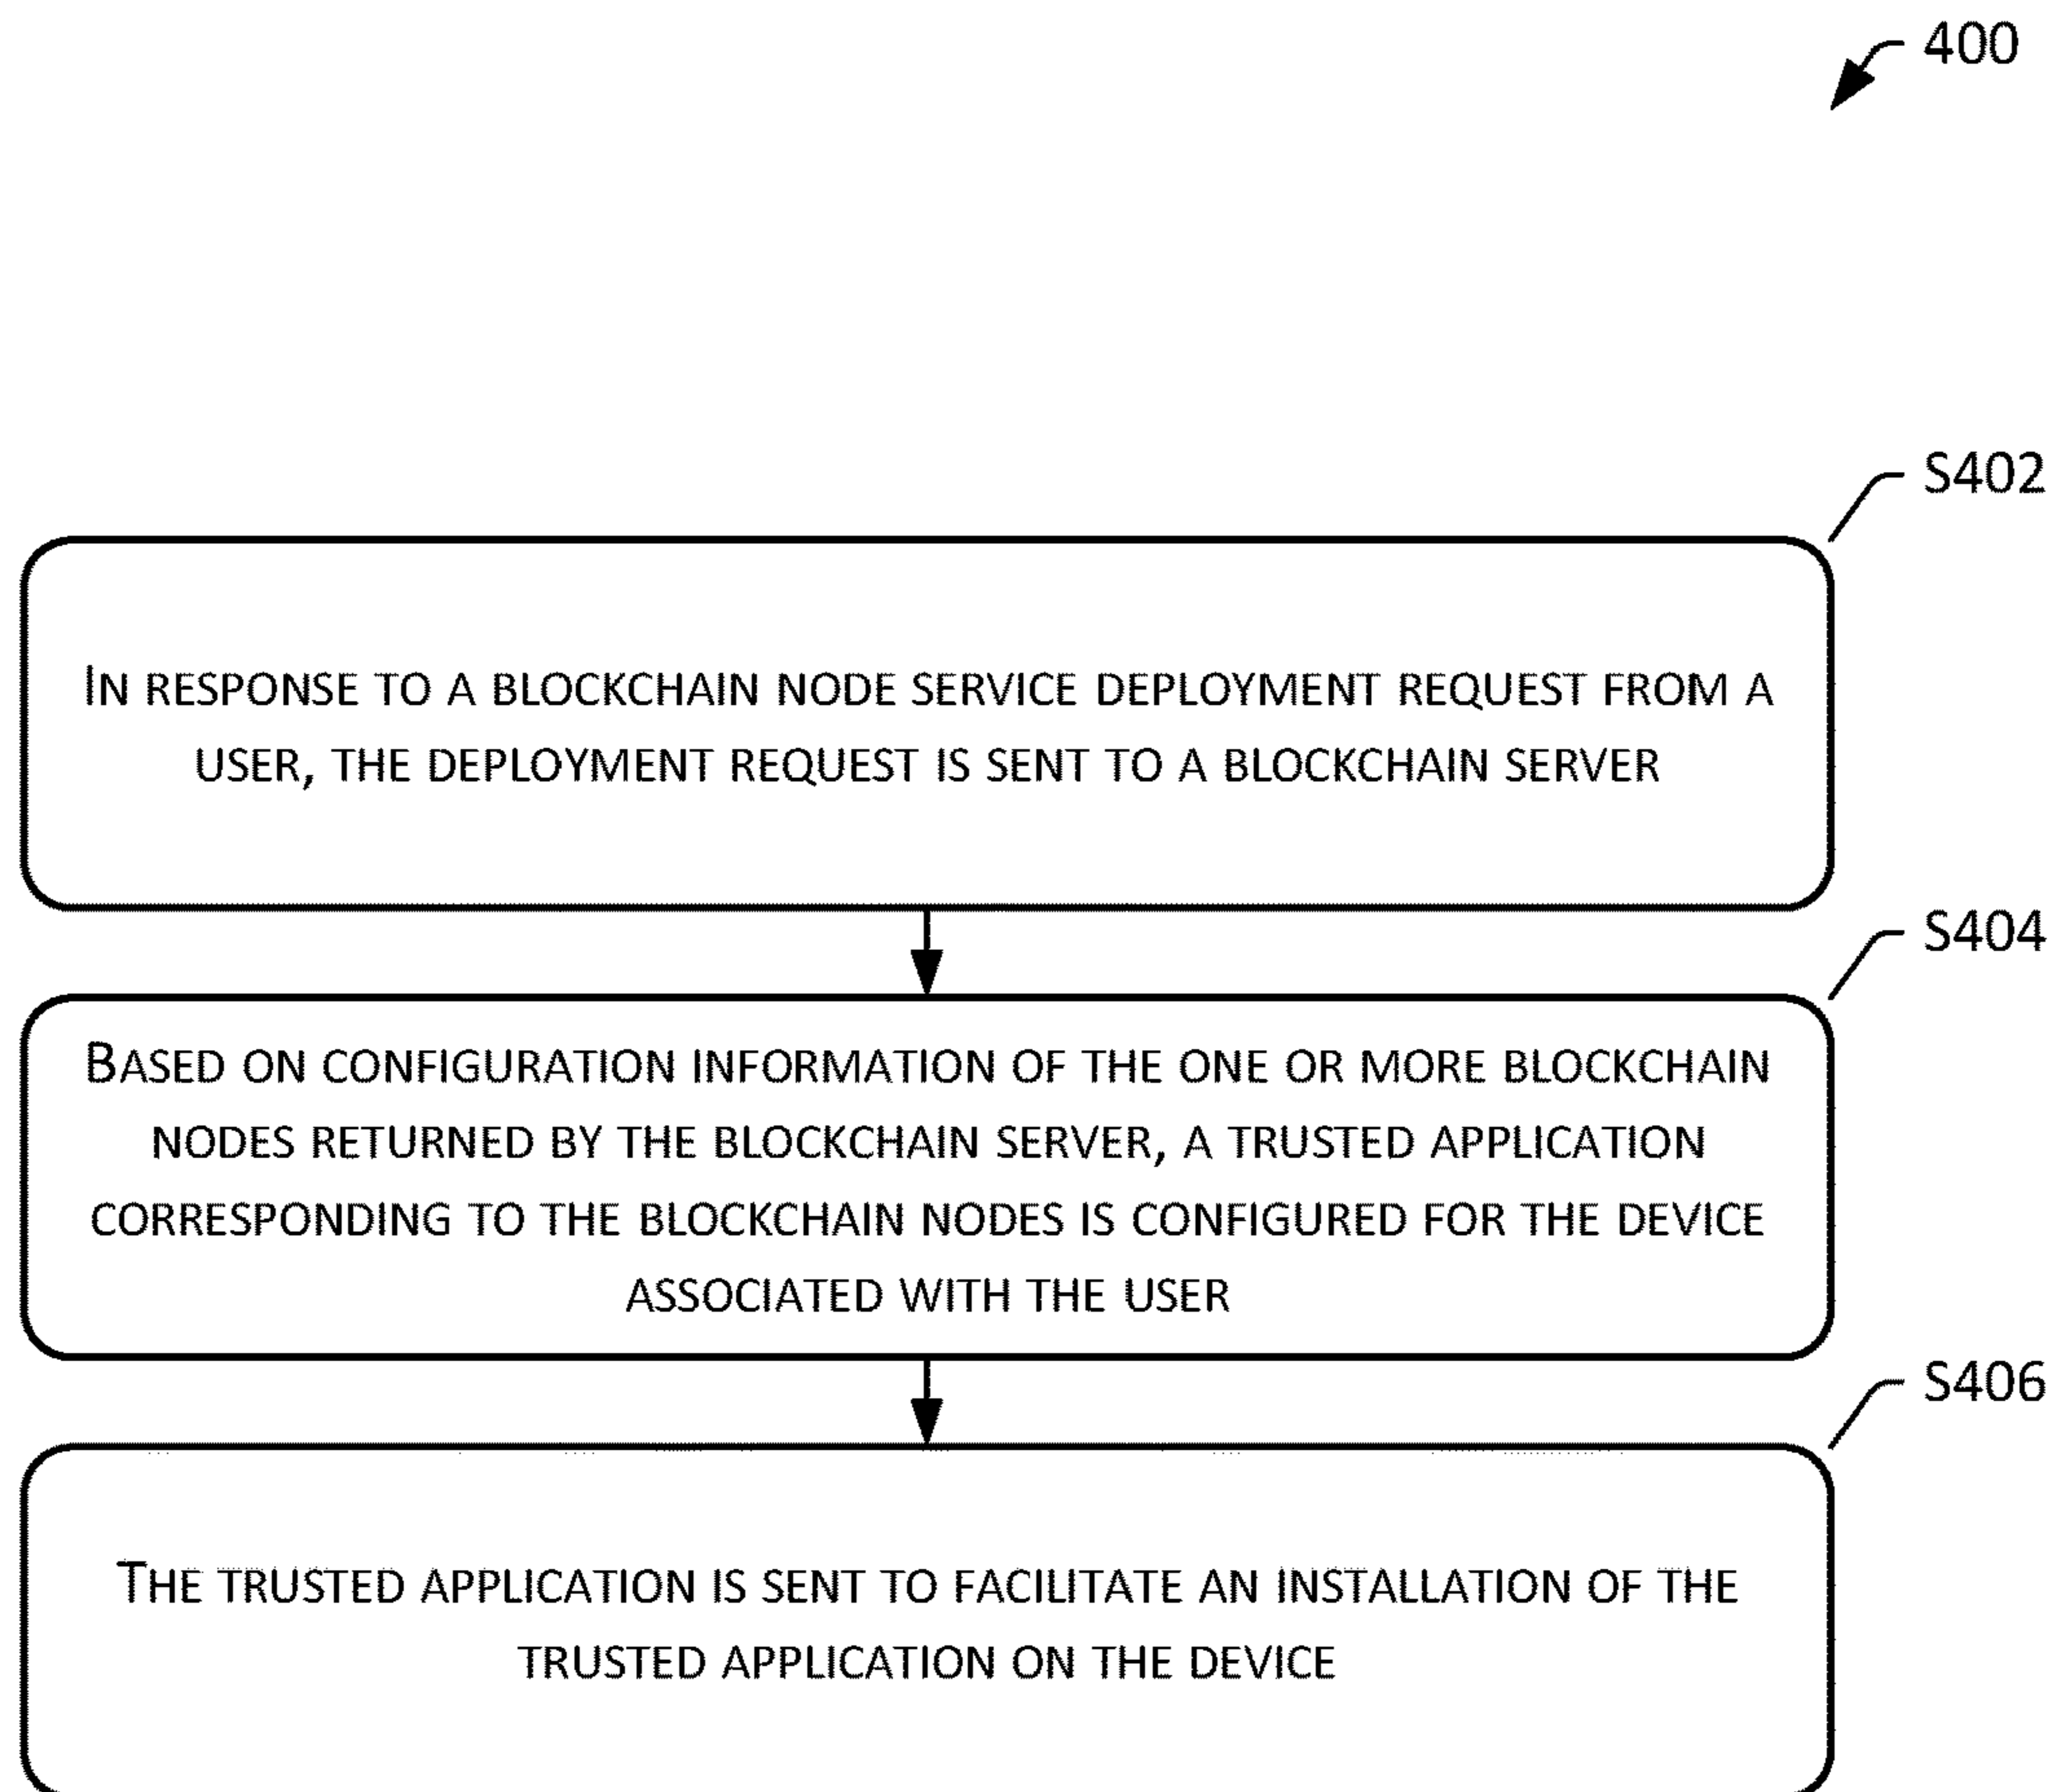 400
S402
IN RESPONSE TO A BLOCKCHAIN NODE SERVICE DEPLOYMENT REQUEST FROM A
USER, THE DEPLOYMENT REQUEST IS SENT TO A BLOCKCHAIN SERVER
S404
BASED ON CONFIGURATION INFORMATION OF THE ONE OR MORE BLOCKCHAIN
NODES RETURNED BY THE BLOCKCHAIN SERVER, A TRUSTED APPLICATION
CORRESPONDING TO THE BLOCKCHAIN NODES IS CONFIGURED FOR THE DEVICE
ASSOCIATED WITH THE USER
S406
THE TRUSTED APPLICATION IS SENT TO FACILITATE AN INSTALLATION OF THE
TRUSTED APPLICATION ON THE DEVICE